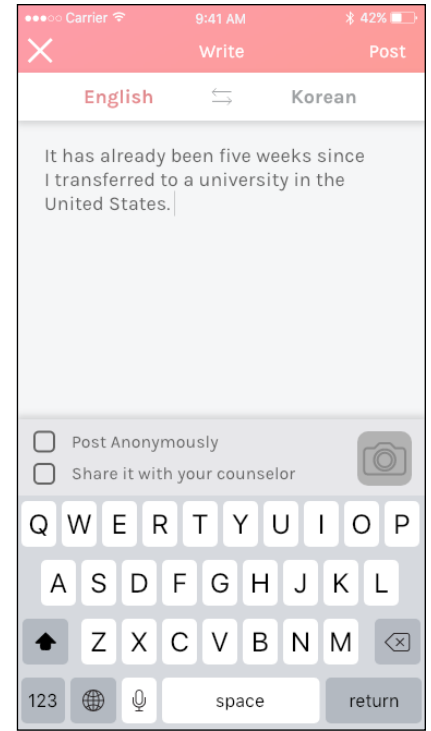 Carrier 9:41 AM 42%
Write Post
English Korean
It has already been five weeks since
I transferred to a university in the
United States.
Post Anonymously
Share it with your counselor
Q W E R T Y U I O P
A S D F G H J K L
Z X C V B N M
123 space return